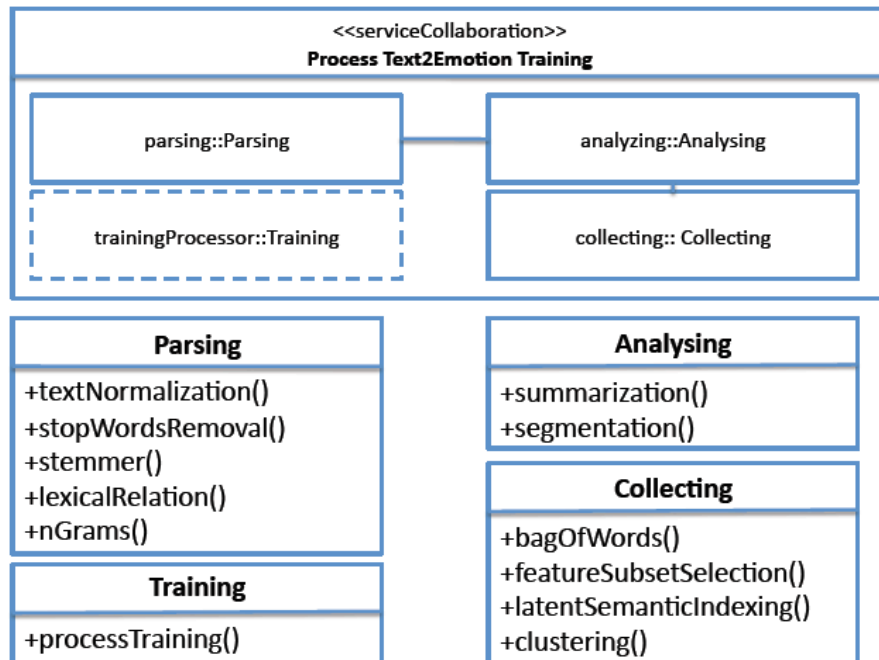 <<serviceCollaboration>>
Process Text2Emotion Training
parsing::Parsing
analyzing::Analysing
trainingProcessor::Training
collecting:: Collecting
Parsing
+textNormalization()
+stopWordsRemoval()
+stemmer()
+lexicalRelation()
+nGrams()
Analysing
+summarization()
+segmentation()
Training
+processTraining()
Collecting
+bagOfWords()
+featureSubsetSelection()
+latentSemanticIndexing()
+clustering()